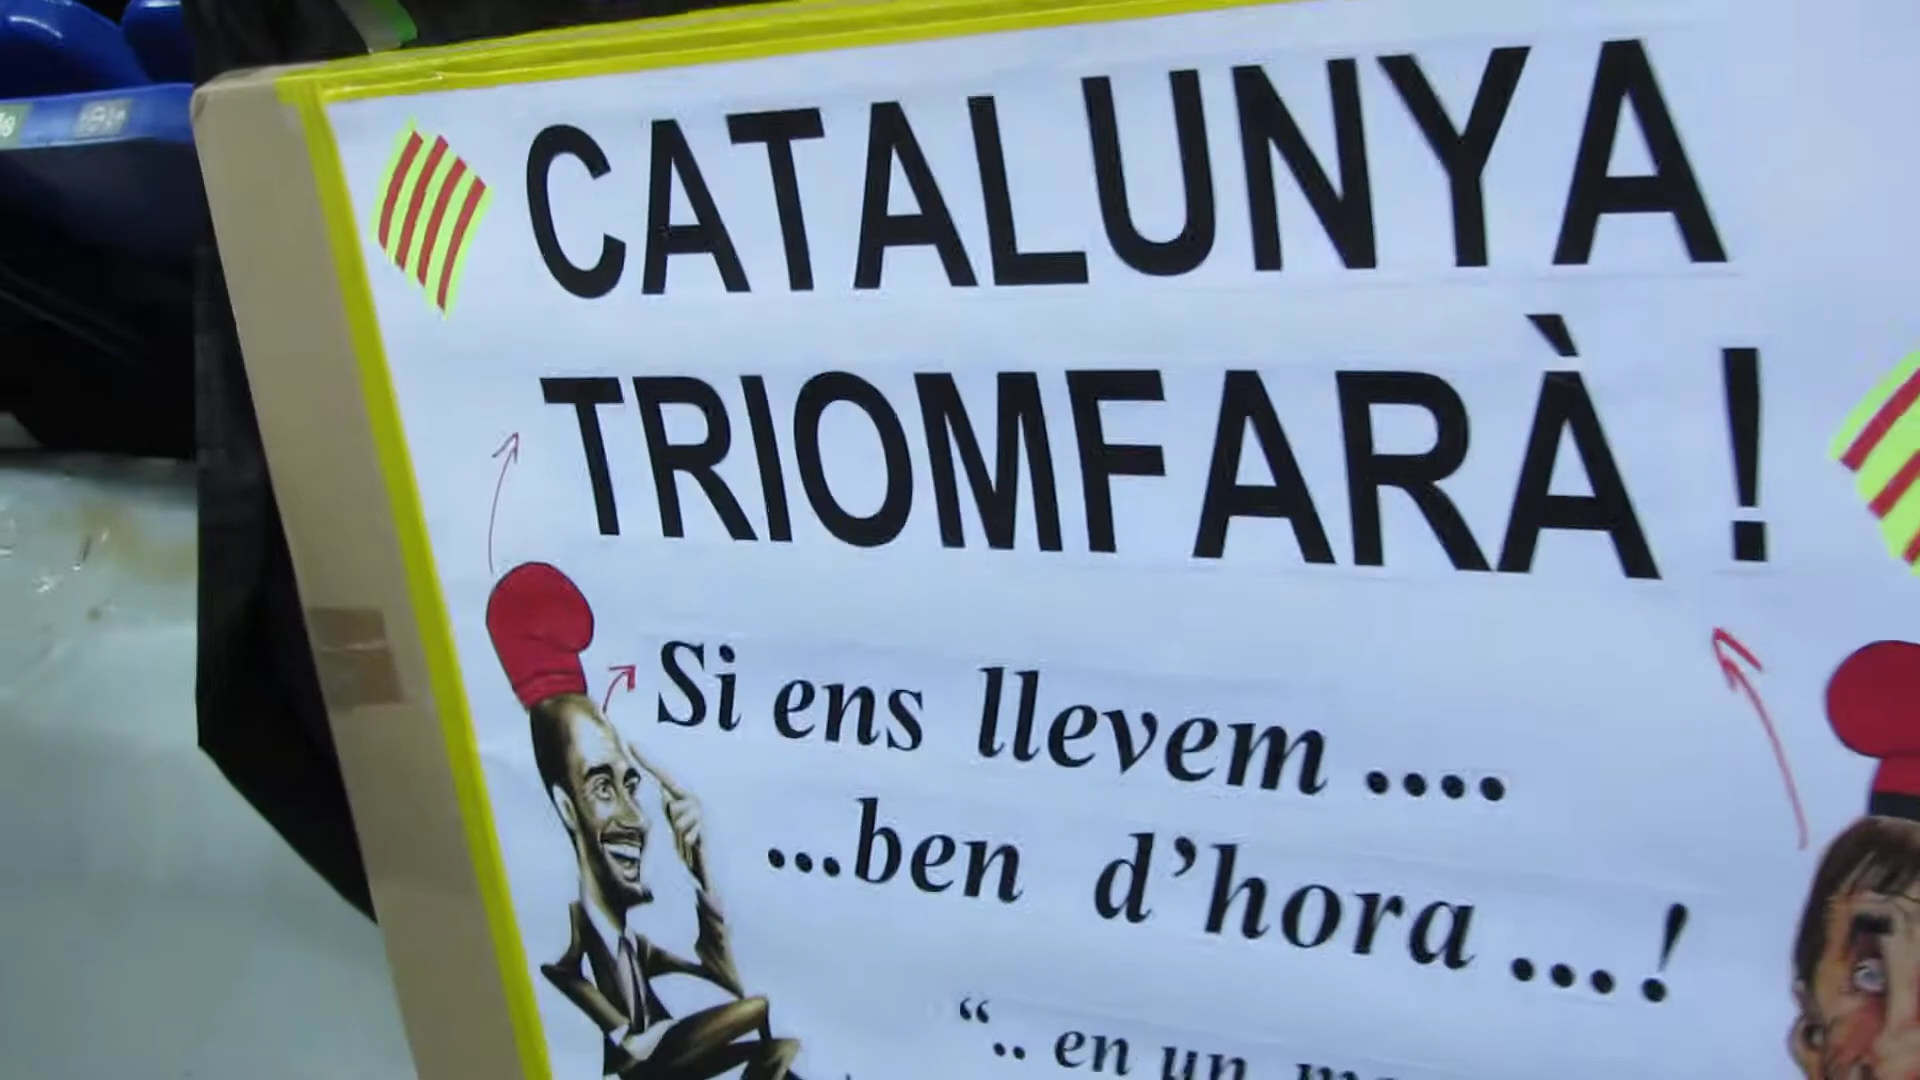 CATALUNYA
TRIOMFARÀ !
Si ens llevem ....
...ben d'hora ...!
“.. en un